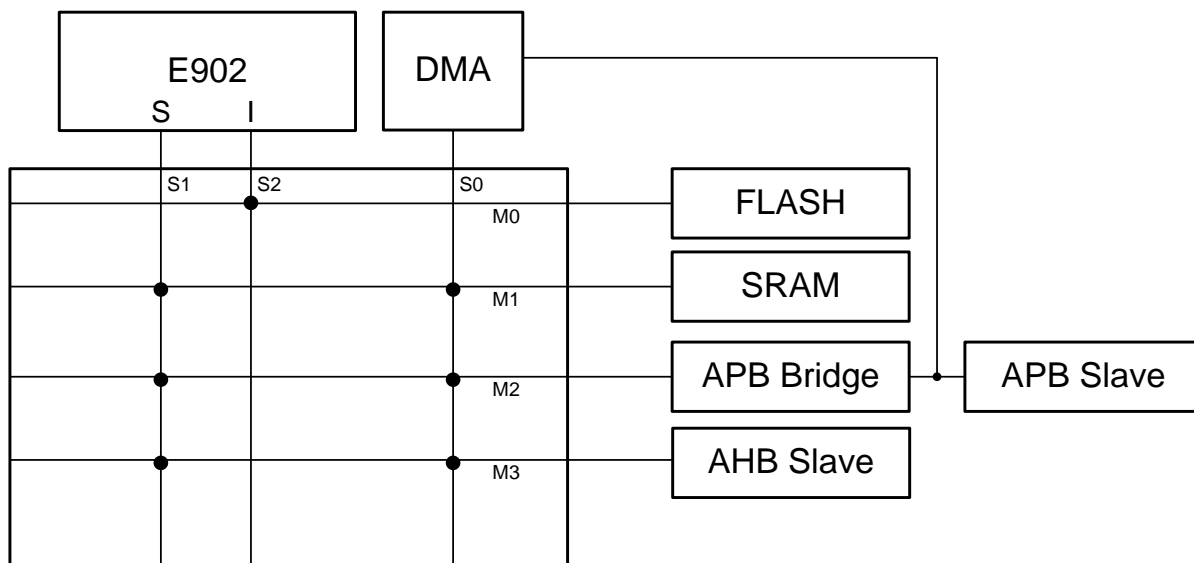 E902
DMA
S I
S1
S2
S0
M0
FLASH
M1
SRAM
M2
APB Bridge
APB Slave
M3
AHB Slave